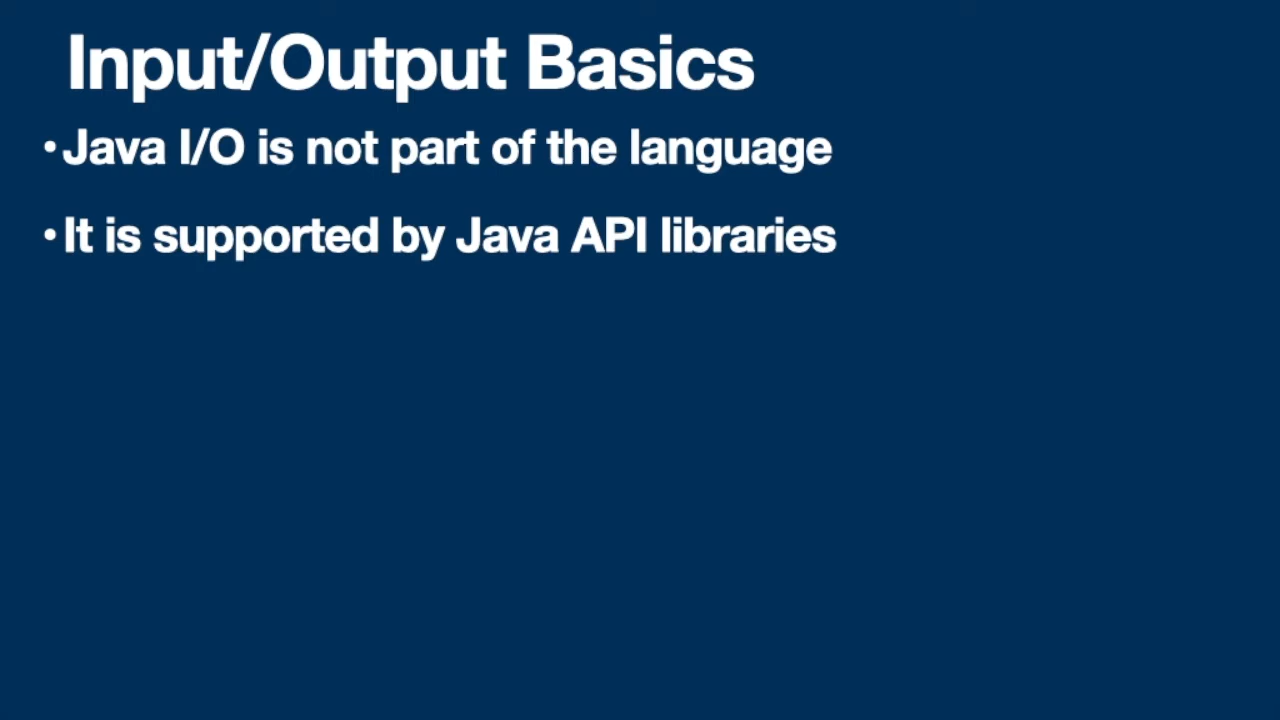 Input/Output Basics
• Java I/O is not part of the language
• It is supported by Java API libraries